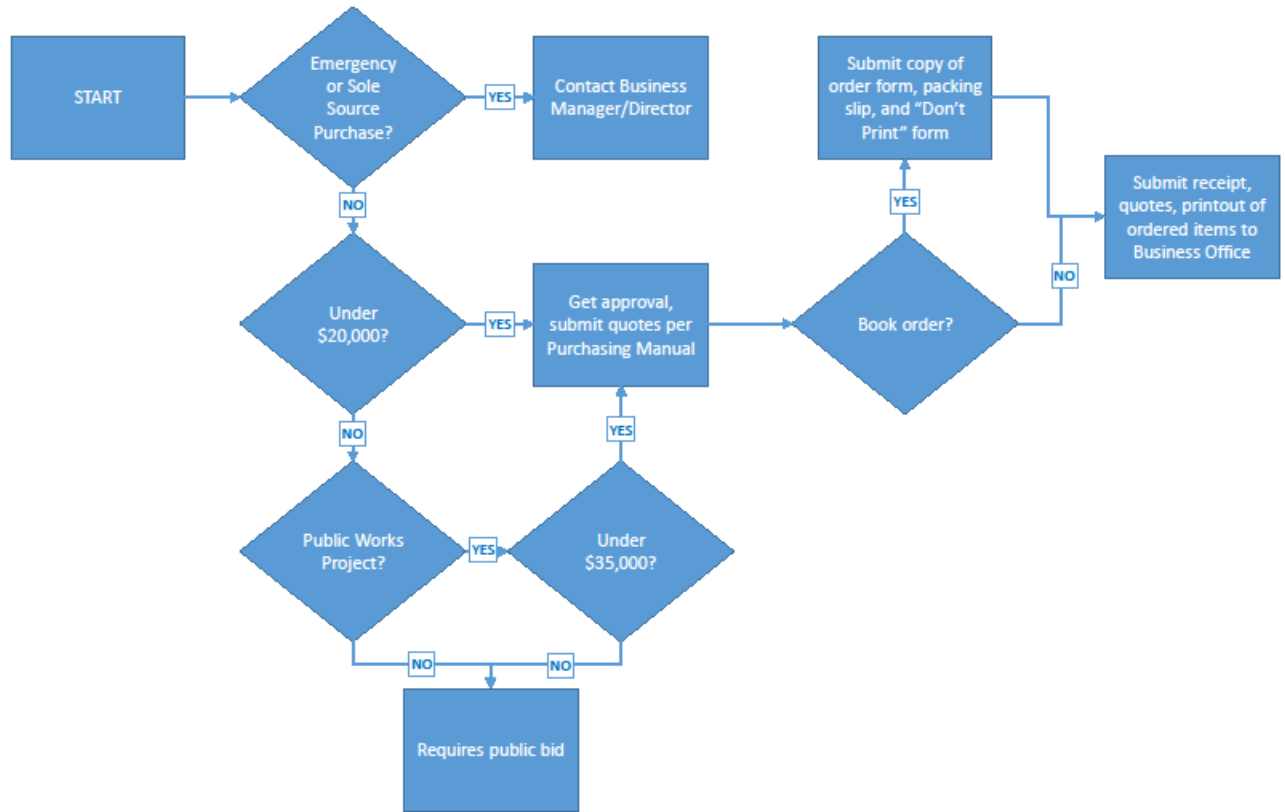 START
Emergency
or Sole
Source
Purchase?
YES
Contact Business
Manager/Director
NO
Under
$20,000?
YES
Get approval,
submit quotes per
Purchasing Manual
NO
Public Works
Project?
YES
Under
$35,000?
YES
NO
NO
Requires public bid
Book order?
YES
Submit copy of
order form, packing
slip, and “Don’t
Print” form
NO
Submit receipt,
quotes, printout of
ordered items to
Business Office